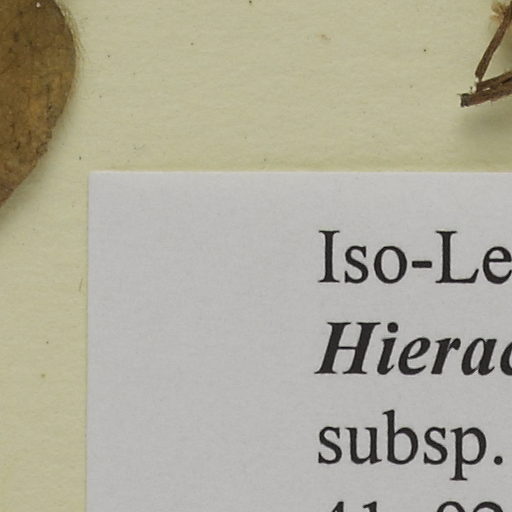 Iso-Le
Hierac
subsp.